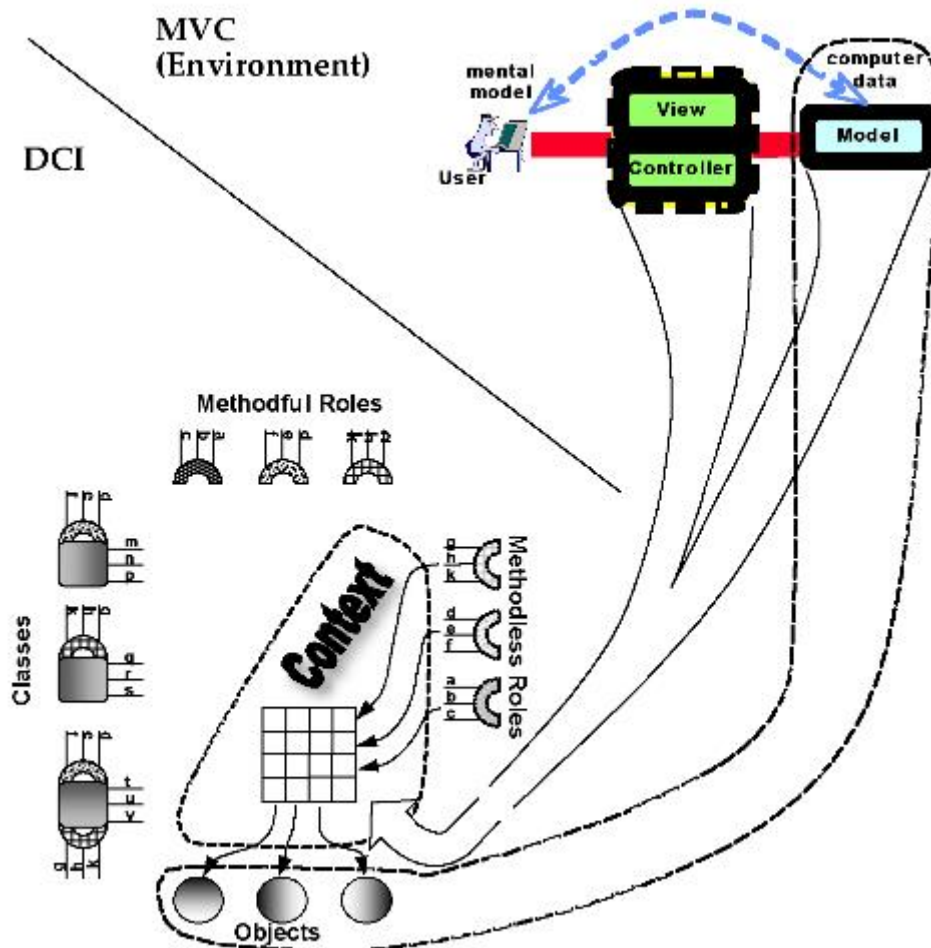 MVC
(Environment)
DCI
mental
model
User
View
Controller
computer
data
Model
Methodful Roles
c b a
f e d
k h g
Methodless Roles
g
h
k
d
e
f
a
b
c
Context
Classes
m
n
p
q
r
s
t
u
v
g h k
Objects